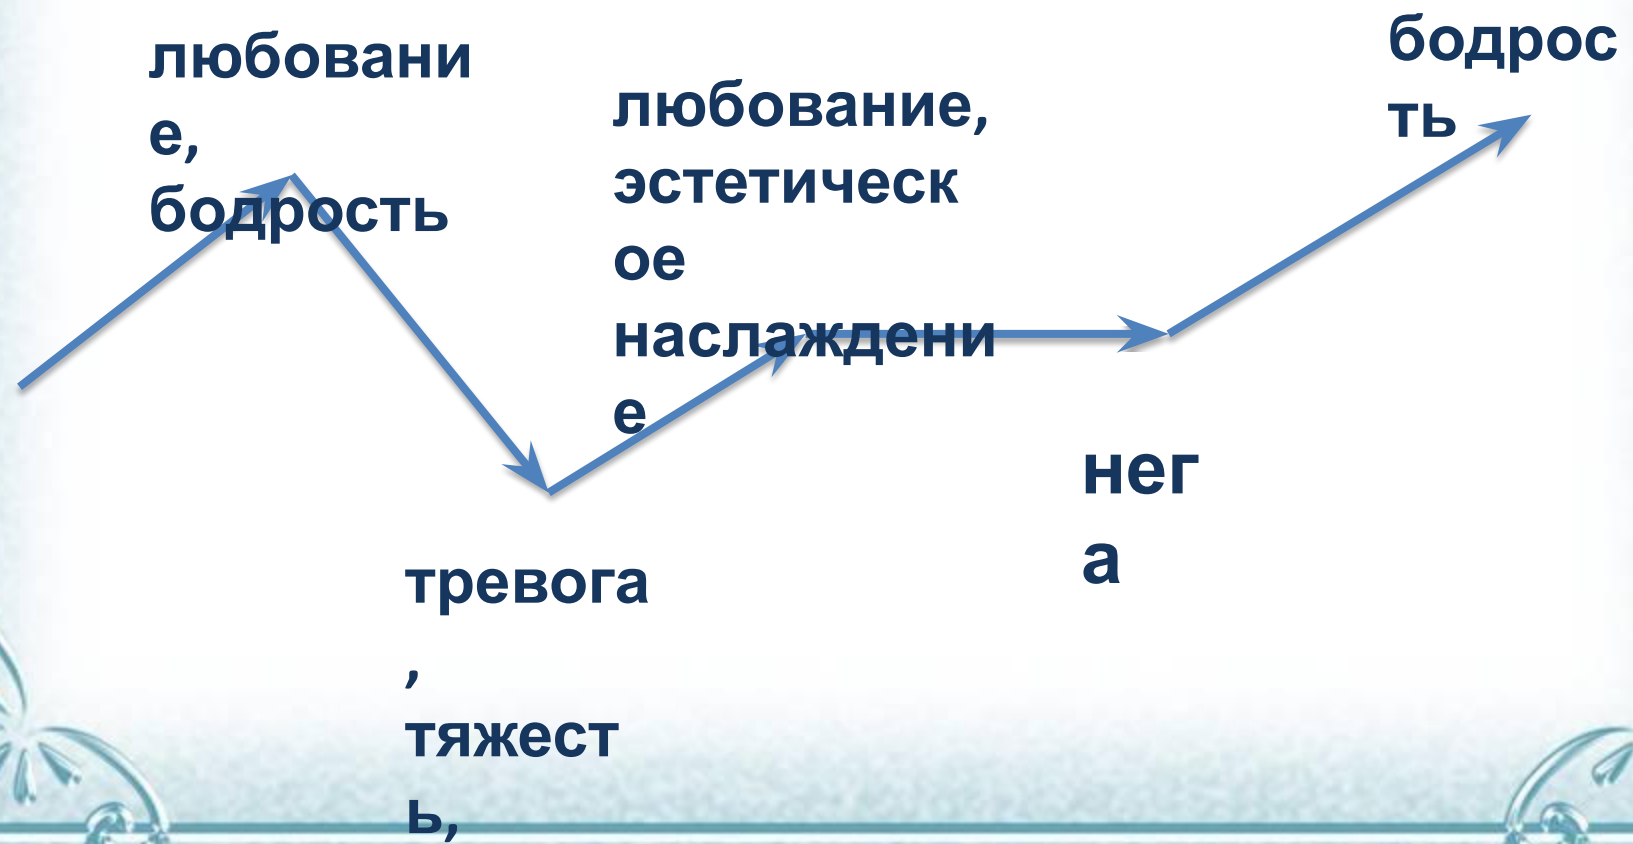 любовани
е,
бодрость
любование,
эстетическ
ое
наслаждени
е
бодрос
ть
нег
а
тревога
,
тяжест
ь,